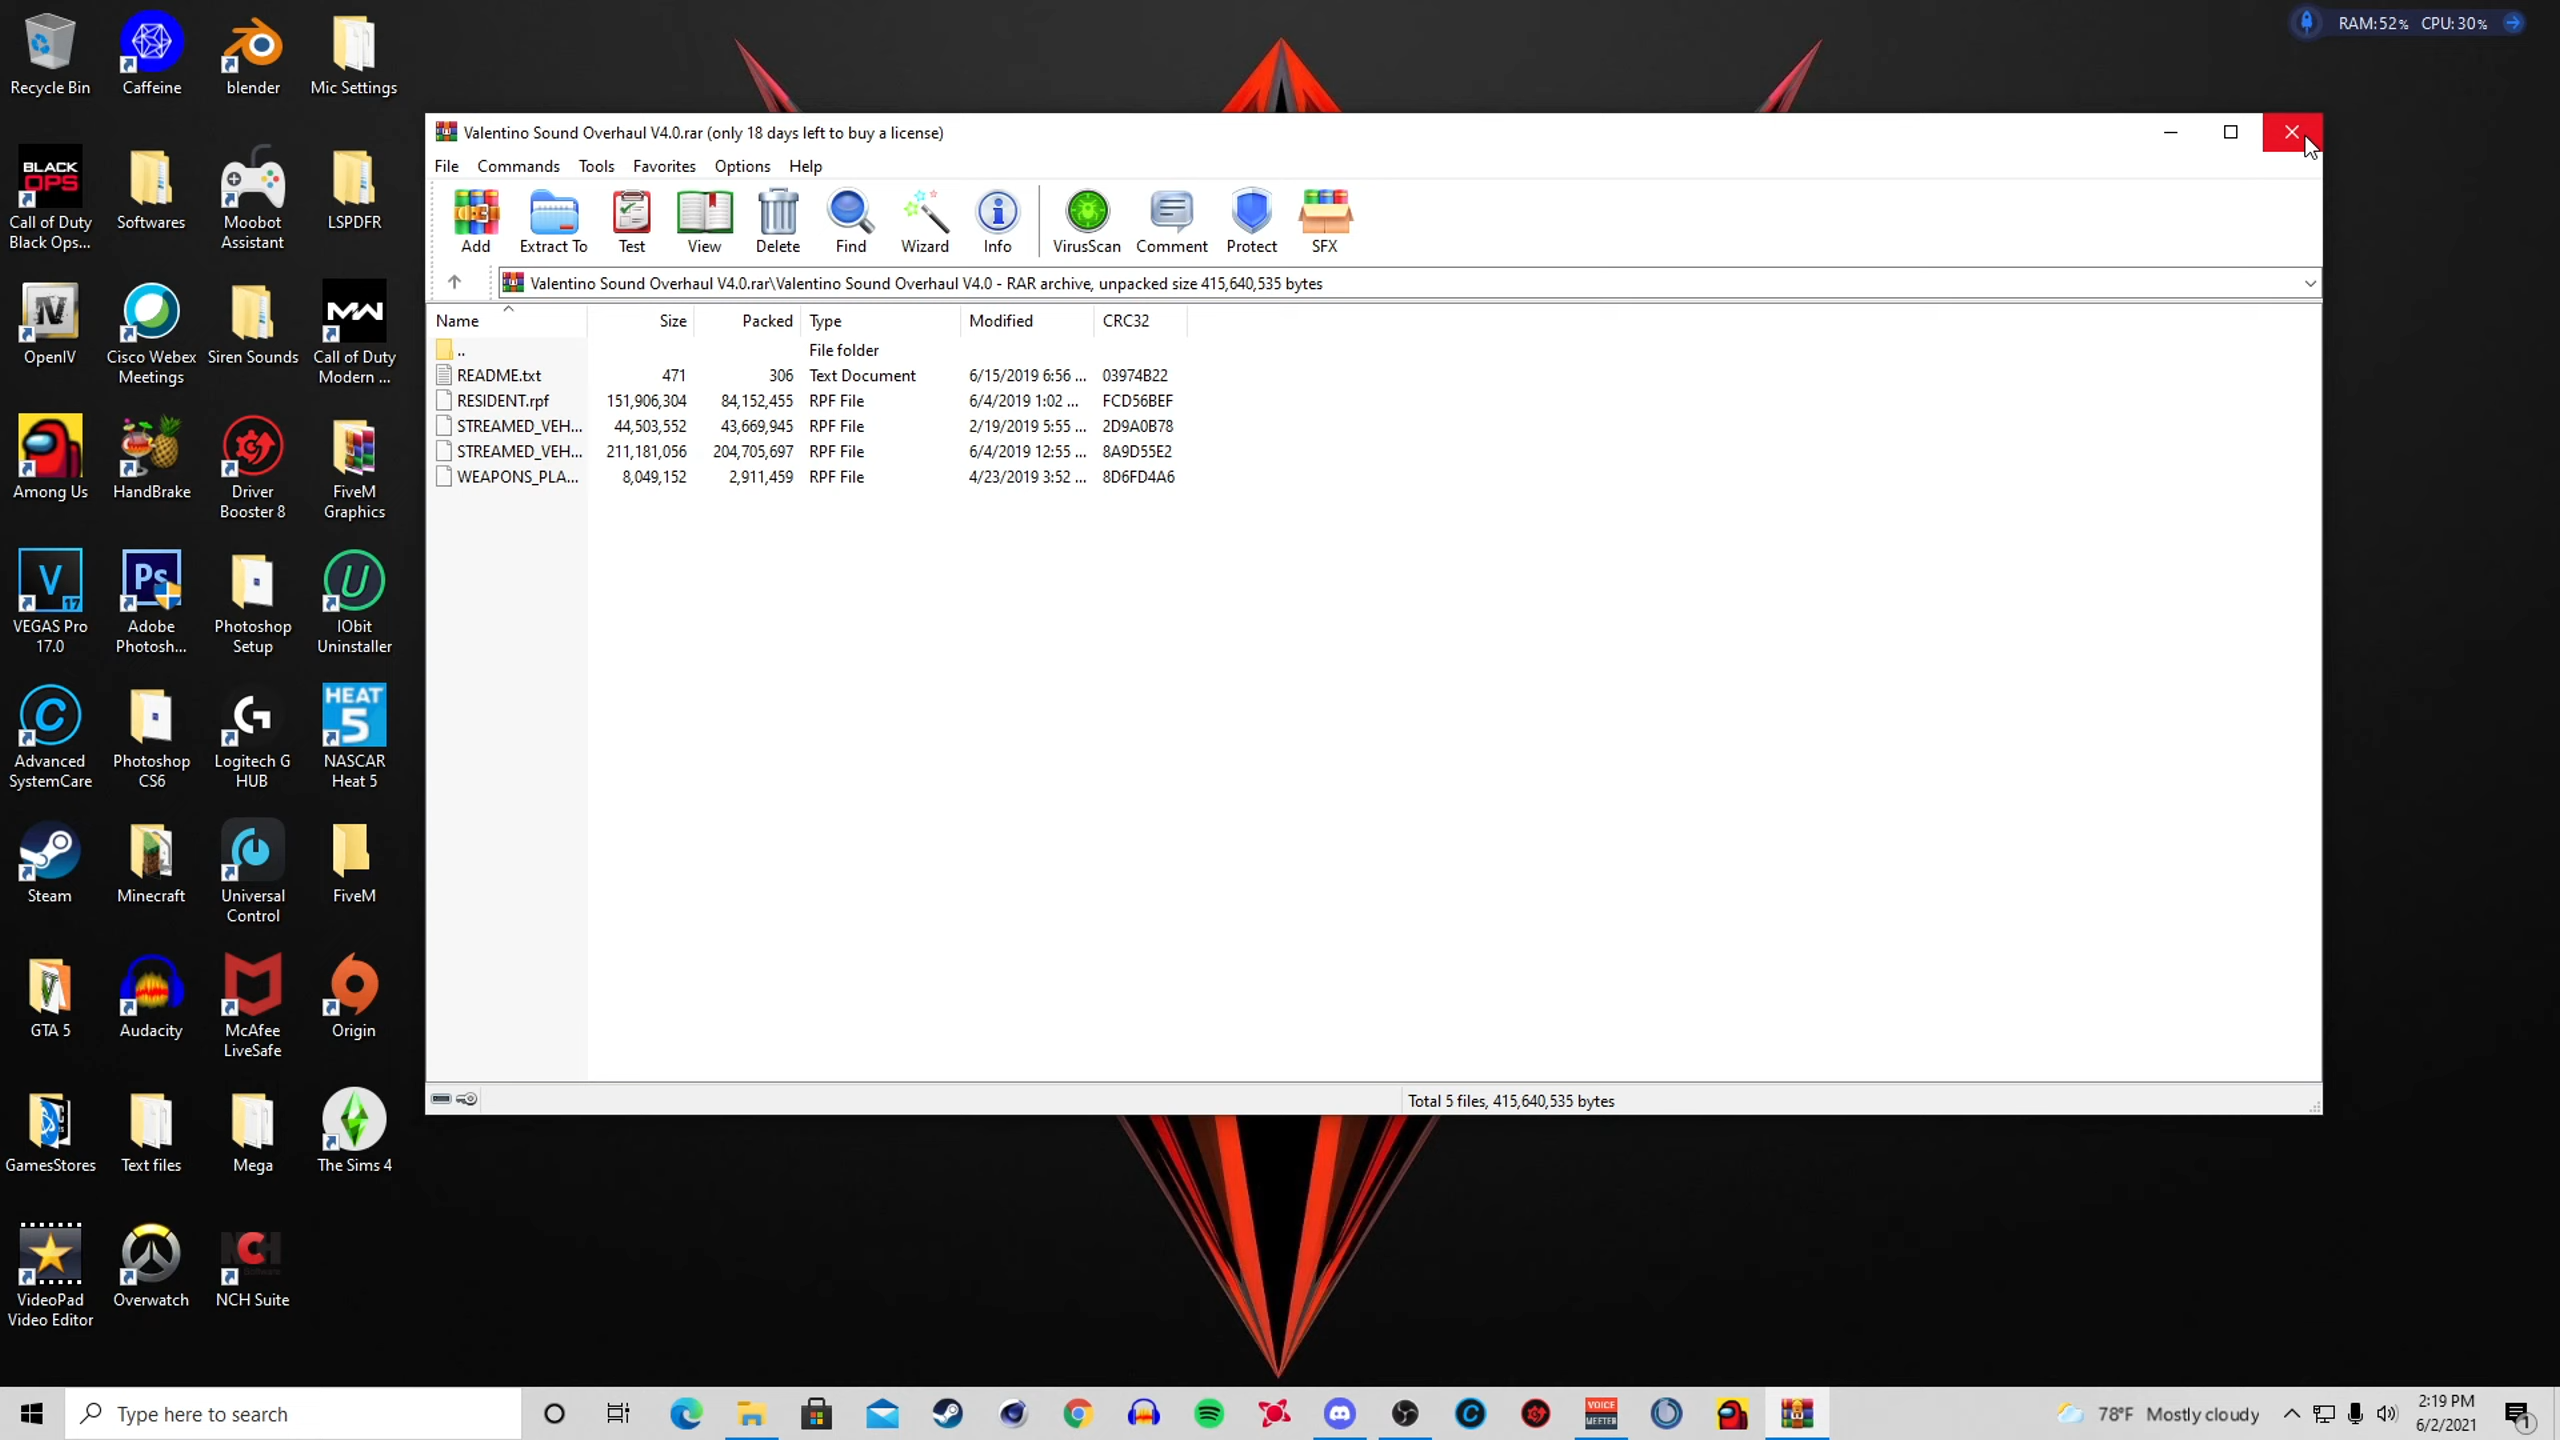 RAM:52% CPU:30%
Recycle Bin
Caffeine
blender
Mic Settings
BLACK
OPS
Call of Duty
Black Ops...
Softwares
Moobot
Assistant
LSPDFR
IV
OpenIV
Cisco Webex
Meetings
Siren Sounds
MW
Call of Duty
Modern ...
Among Us
HandBrake
Driver
Booster 8
FiveM
Graphics
V
17
VEGAS Pro
17.0
Ps
Adobe
Photosh...
Photoshop
Setup
U
IObit
Uninstaller
C
Advanced
SystemCare
Photoshop
CS6
G
Logitech G
HUB
HEAT
5
NASCAR
Heat 5
Steam
Minecraft
Universal
Control
FiveM
GTA 5
Audacity
McAfee
LiveSafe
Origin
GamesStores
Text files
Mega
The Sims 4
VideoPad
Video Editor
Overwatch
NCH
NCH Suite
Valentino Sound Overhaul V4.0.rar (only 18 days left to buy a license)
File Commands Tools Favorites Options Help
Add Extract To Test View Delete Find Wizard Info VirusScan Comment Protect SFX
Valentino Sound Overhaul V4.0.rar\Valentino Sound Overhaul V4.0 - RAR archive, unpacked size 415,640,535 bytes
Name Size Packed Type Modified CRC32
.. File folder
README.txt 471 306 Text Document 6/15/2019 6:56 ... 03974B22
RESIDENT.rpf 151,906,304 84,152,455 RPF File 6/4/2019 1:02 ... FCD56BEF
STREAMED_VEH... 44,503,552 43,669,945 RPF File 2/19/2019 5:55 ... 2D9A0B78
STREAMED_VEH... 211,181,056 204,705,697 RPF File 6/4/2019 12:55 ... 8A9D55E2
WEAPONS_PLA... 8,049,152 2,911,459 RPF File 4/23/2019 3:52 ... 8D6FD4A6
Total 5 files, 415,640,535 bytes
Type here to search
VOICE
MEETER
78°F Mostly cloudy
2:19 PM
6/2/2021
1